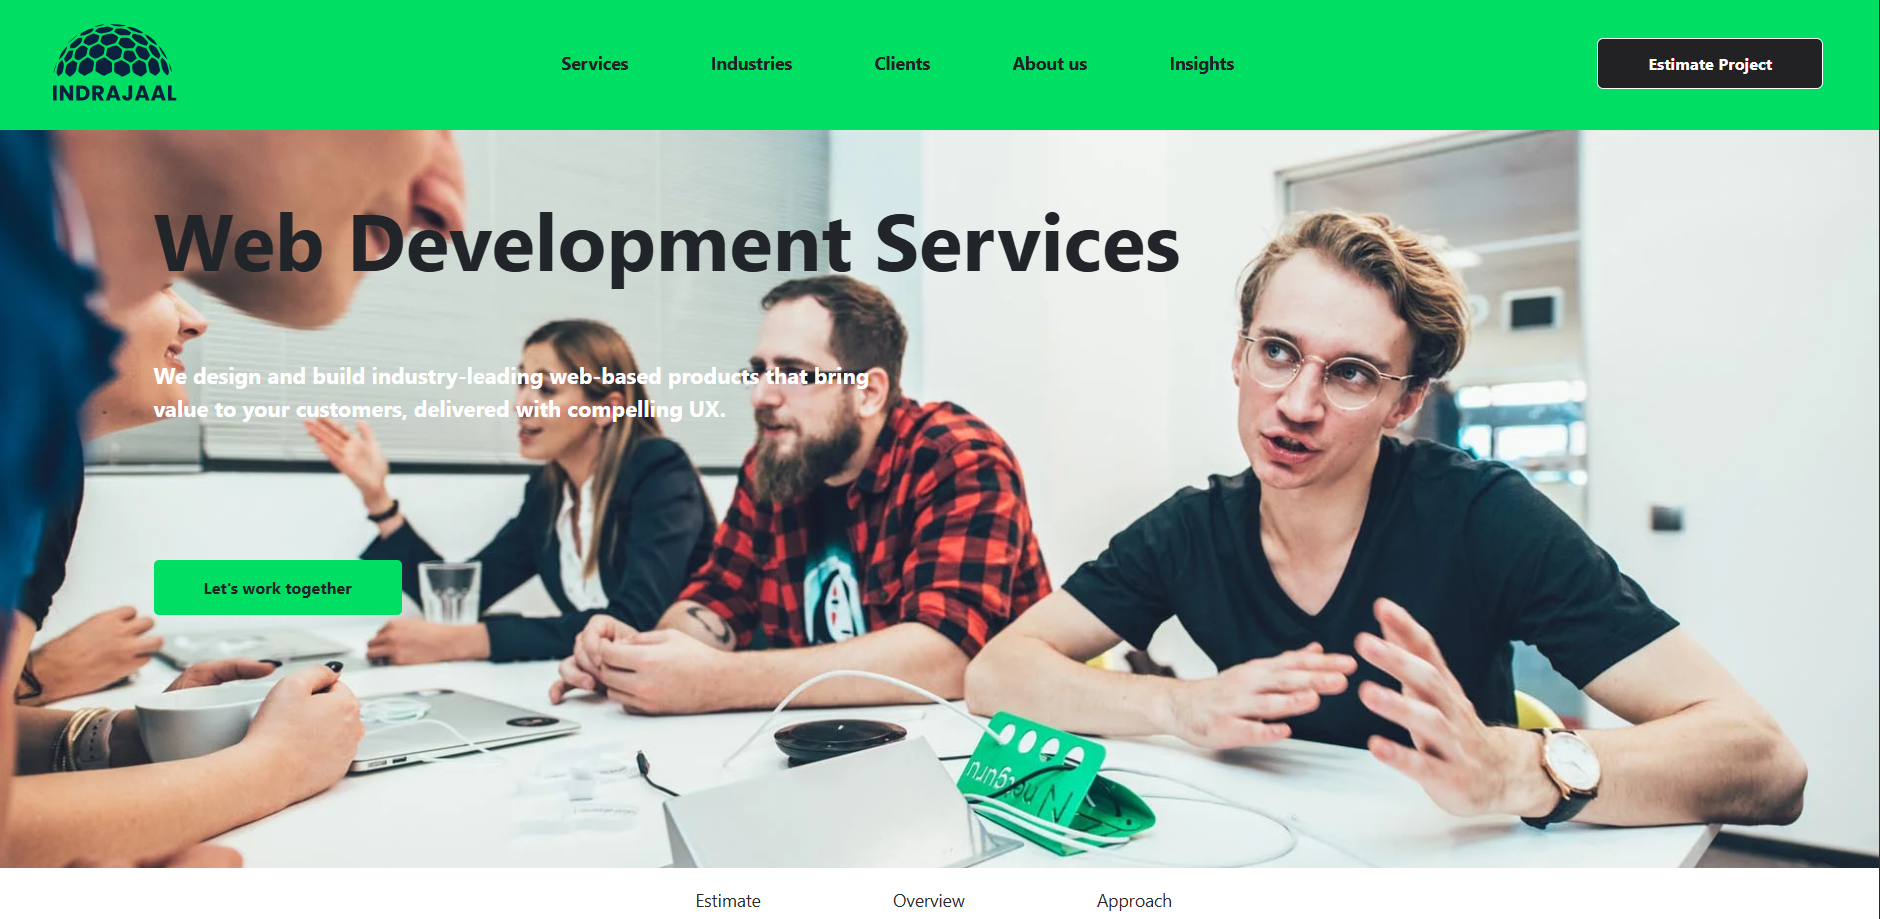 INDRAJAAL
Services
Industries
Clients
About us
Insights
Estimate Project
Web Development Services
We design and build industry-leading web-based products that bring
value to your customers, delivered with compelling UX.
Let's work together
Estimate
Overview
Approach